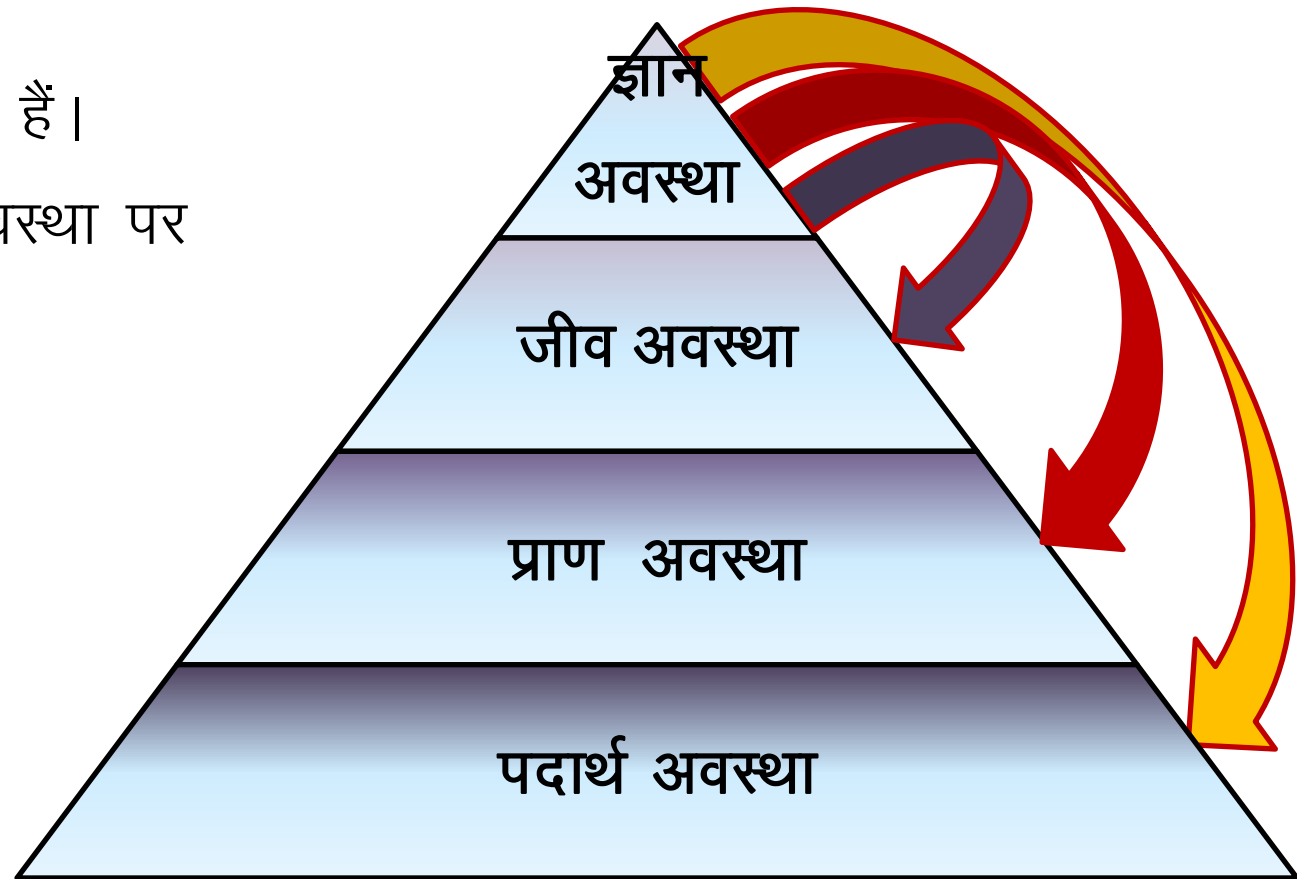 हैं।
पर
ज्ञान
अवस्था
जीव अवस्था
प्राण अवस्था
पदार्थ अवस्था